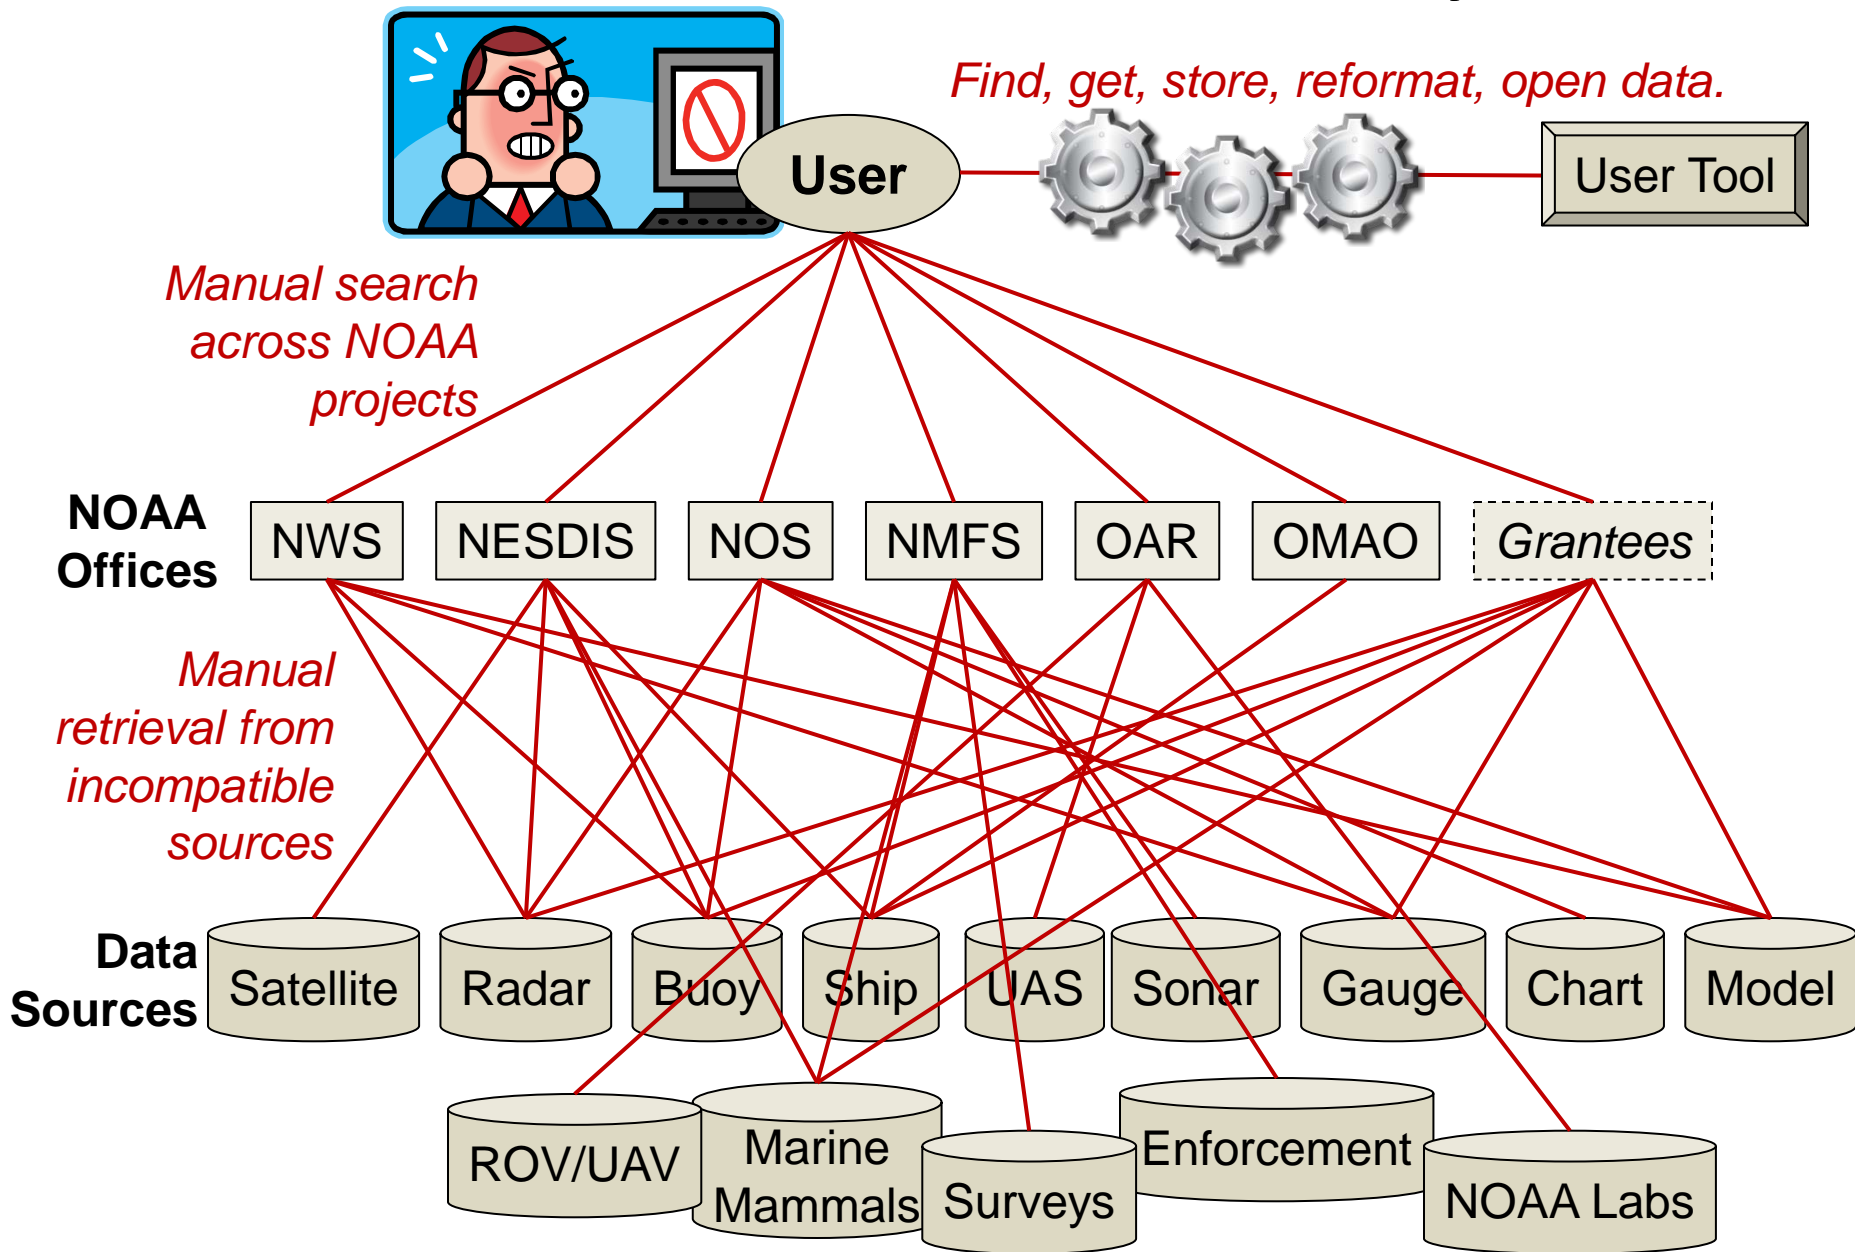 Find, get, store, reformat, open data.
User
User Tool
Manual search
across NOAA
projects
NOAA
Offices
NWS
NESDIS
NOS
NMFS
OAR
OMAO
Grantees
Manual
retrieval from
incompatible
sources
Data
Sources
Satellite
Radar
Buoy
Ship
UAS
Sonar
Gauge
Chart
Model
ROV/UAV
Marine
Mammals
Surveys
Enforcement
NOAA Labs